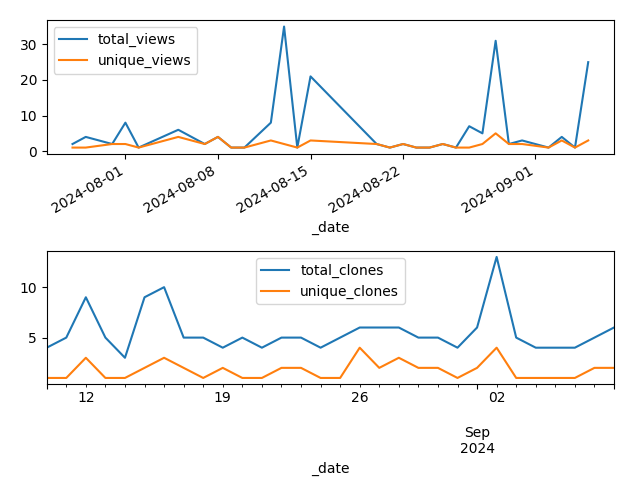 30
20
10
0
total_views
unique_views
2024-08-01
2024-08-08
2024-08-15
2024-08-22
2024-09-01
_date
10
5
total_clones
unique_clones
12
19
26
02
Sep
2024
_date